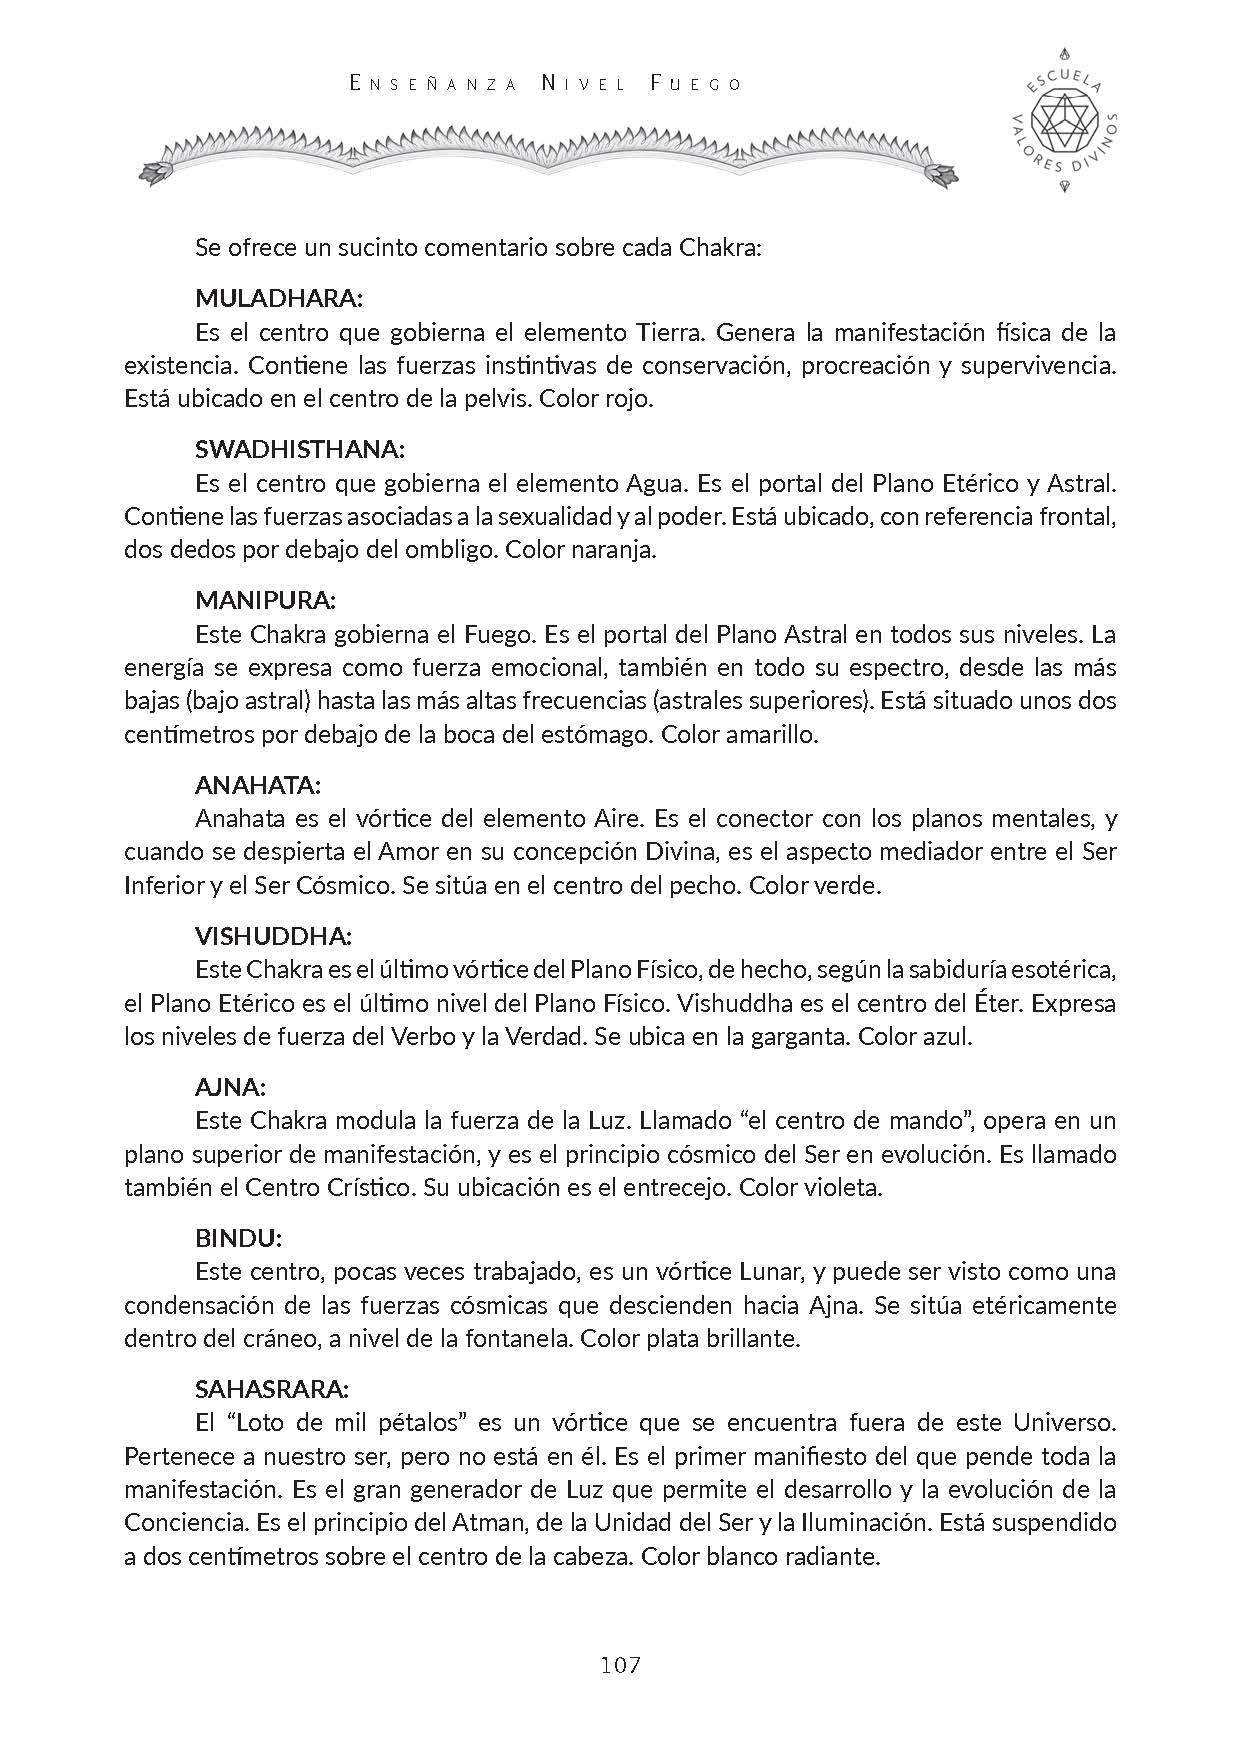 Enseñanza Nivel Fuego
ESCUELA
VALORES DIVINOS
Se ofrece un sucinto comentario sobre cada Chakra:
MULADHARA:
Es el centro que gobierna el elemento Tierra. Genera la manifestación física de la
existencia. Contiene las fuerzas instintivas de conservación, procreación y supervivencia.
Está ubicado en el centro de la pelvis. Color rojo.
SWADHISTHANA:
Es el centro que gobierna el elemento Agua. Es el portal del Plano Etérico y Astral.
Contiene las fuerzas asociadas a la sexualidad y al poder. Está ubicado, con referencia frontal,
dos dedos por debajo del ombligo. Color naranja.
MANIPURA:
Este Chakra gobierna el Fuego. Es el portal del Plano Astral en todos sus niveles. La
energía se expresa como fuerza emocional, también en todo su espectro, desde las más
bajas (bajo astral) hasta las más altas frecuencias (astrales superiores). Está situado unos dos
centímetros por debajo de la boca del estómago. Color amarillo.
ANAHATA:
Anahata es el vórtice del elemento Aire. Es el conector con los planos mentales, y
cuando se despierta el Amor en su concepción Divina, es el aspecto mediador entre el Ser
Inferior y el Ser Cósmico. Se sitúa en el centro del pecho. Color verde.
VISHUDDHA:
Este Chakra es el último vórtice del Plano Físico, de hecho, según la sabiduría esotérica,
el Plano Etérico es el último nivel del Plano Físico. Vishuddha es el centro del Éter. Expresa
los niveles de fuerza del Verbo y la Verdad. Se ubica en la garganta. Color azul.
AJNA:
Este Chakra modula la fuerza de la Luz. Llamado “el centro de mando”, opera en un
plano superior de manifestación, y es el principio cósmico del Ser en evolución. Es llamado
también el Centro Crístico. Su ubicación es el entrecejo. Color violeta.
BINDU:
Este centro, pocas veces trabajado, es un vórtice Lunar, y puede ser visto como una
condensación de las fuerzas cósmicas que descienden hacia Ajna. Se sitúa etéricamente
dentro del cráneo, a nivel de la fontanela. Color plata brillante.
SAHASRARA:
El “Loto de mil pétalos” es un vórtice que se encuentra fuera de este Universo.
Pertenece a nuestro ser, pero no está en él. Es el primer manifiesto del que pende toda la
manifestación. Es el gran generador de Luz que permite el desarrollo y la evolución de la
Conciencia. Es el principio del Atman, de la Unidad del Ser y la Iluminación. Está suspendido
a dos centímetros sobre el centro de la cabeza. Color blanco radiante.
107